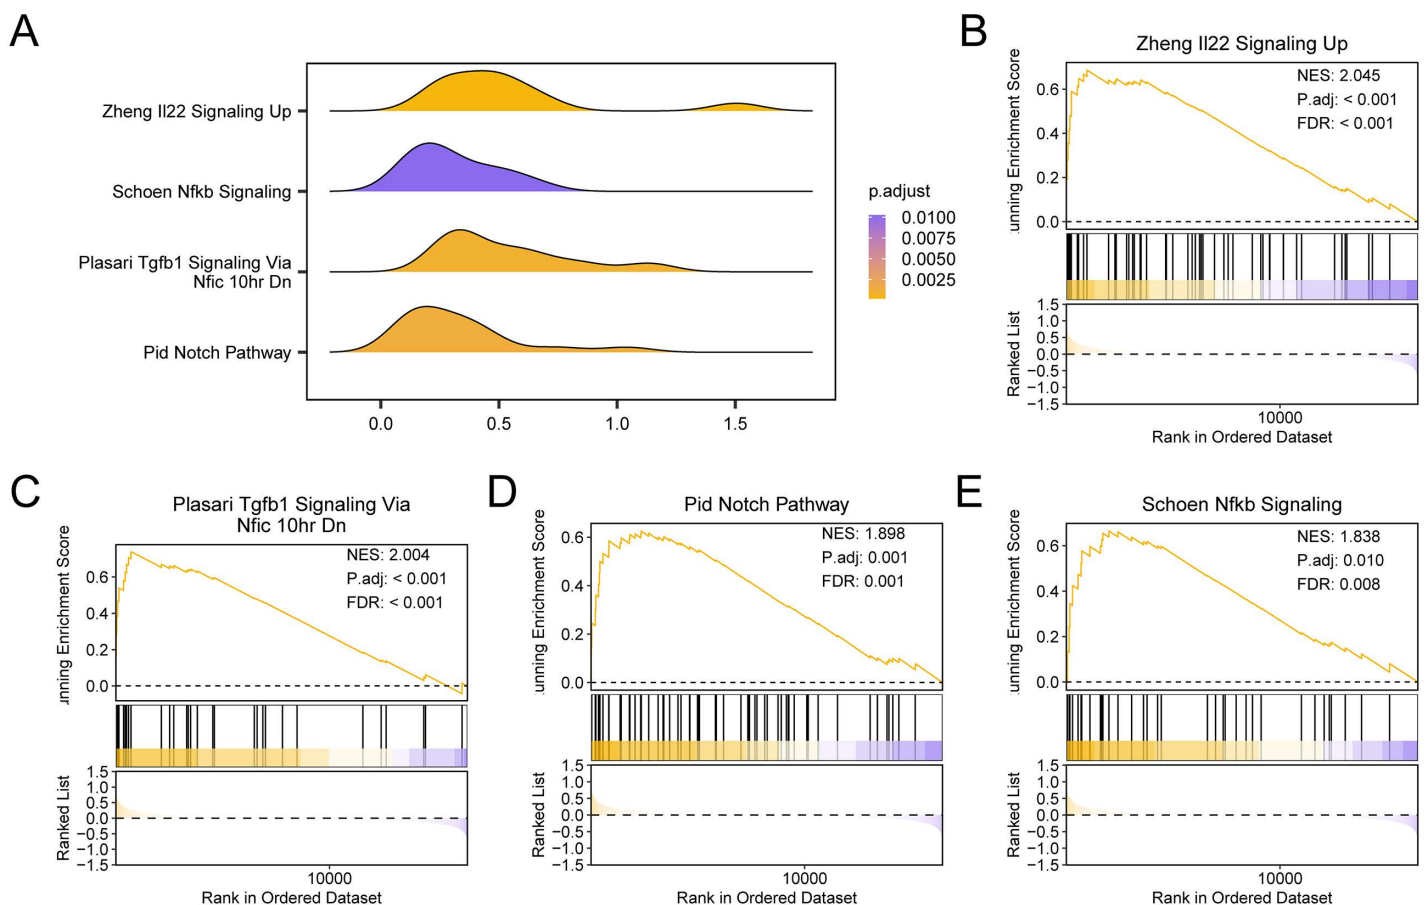 A
Zheng Il22 Signaling Up
Schoen Nfkb Signaling
Plasari Tgfb1 Signaling Via
Nfic 10hr Dn
Pid Notch Pathway
0.0 0.5 1.0 1.5
p.adjust
0.0100
0.0075
0.0050
0.0025
B
Zheng Il22 Signaling Up
unning Enrichment Score
0.6
0.4
0.2
0.0
NES: 2.045
P.adj: < 0.001
FDR: < 0.001
Ranked List
1.5
1.0
0.5
0.0
−0.5
−1.0
−1.5
10000
Rank in Ordered Dataset
C
Plasari Tgfb1 Signaling Via
Nfic 10hr Dn
unning Enrichment Score
0.6
0.4
0.2
0.0
NES: 2.004
P.adj: < 0.001
FDR: < 0.001
Ranked List
1.5
1.0
0.5
0.0
−0.5
−1.0
−1.5
10000
Rank in Ordered Dataset
D
Pid Notch Pathway
unning Enrichment Score
0.6
0.4
0.2
0.0
NES: 1.898
P.adj: 0.001
FDR: 0.001
Ranked List
1.5
1.0
0.5
0.0
−0.5
−1.0
−1.5
10000
Rank in Ordered Dataset
E
Schoen Nfkb Signaling
unning Enrichment Score
0.6
0.4
0.2
0.0
NES: 1.838
P.adj: 0.010
FDR: 0.008
Ranked List
1.5
1.0
0.5
0.0
−0.5
−1.0
−1.5
10000
Rank in Ordered Dataset